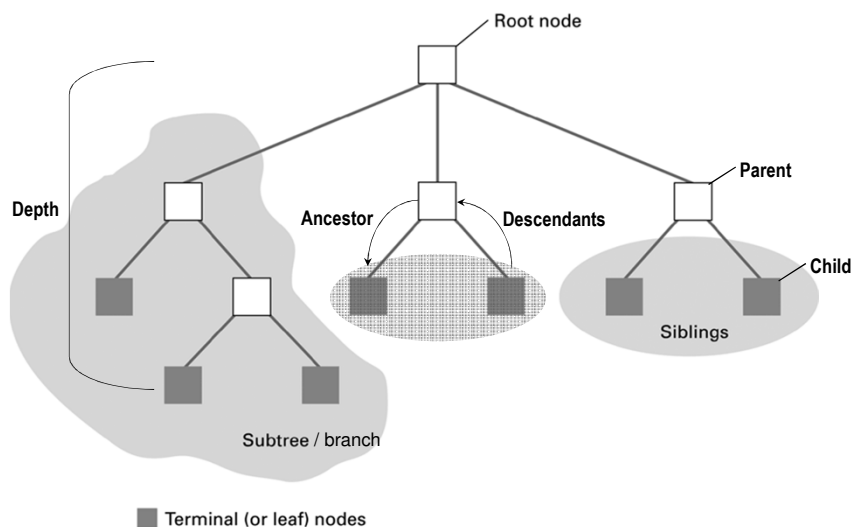 Root node
Parent
Depth
Ancestor
Descendants
Child
Siblings
Subtree / branch
Terminal (or leaf) nodes